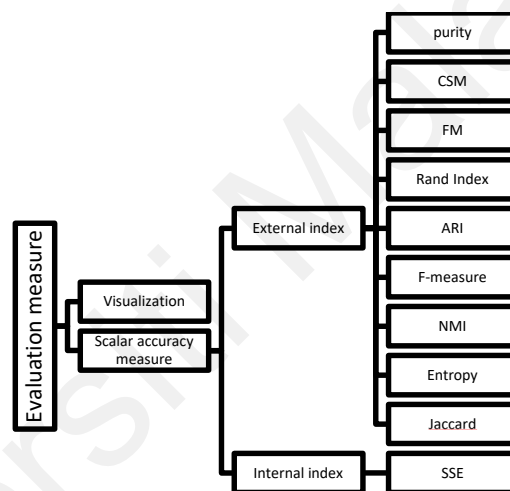 Evaluation measure
Visualization
Scalar accuracy
measure
External index
Internal index
purity
CSM
FM
Rand Index
ARI
F-measure
NMI
Entropy
Jaccard
SSE